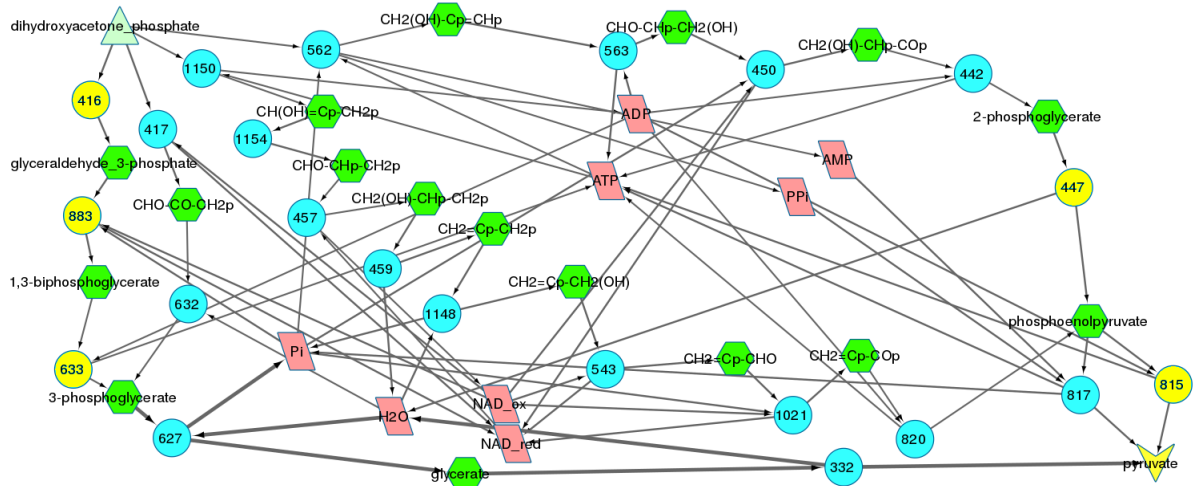 CH2(OH)-Cp=CHp
dihydroxyacetone_phosphate
CHO-CHp-CH2(OH)
562
563
CH2(OH)-CHp-COp
1150
450
442
416
CH(OH)=Cp-CH2p
ADP
2-phosphoglycerate
417
1154
glyceraldehyde_3-phosphate
CHO-CHp-CH2p
AMP
ATP
447
CH2(OH)-CHp-CH2p
PPi
CHO-CO-CH2p
883
457
CH2=Cp-CH2p
459
1,3-biphosphoglycerate
CH2=Cp-CH2(OH)
632
1148
phosphoenolpyruvate
Pi
CH2=Cp-CHO
CH2=Cp-COp
633
543
815
3-phosphoglycerate
817
NAD_ox
H2O
1021
627
NAD_red
820
glycerate
332
pyruvate